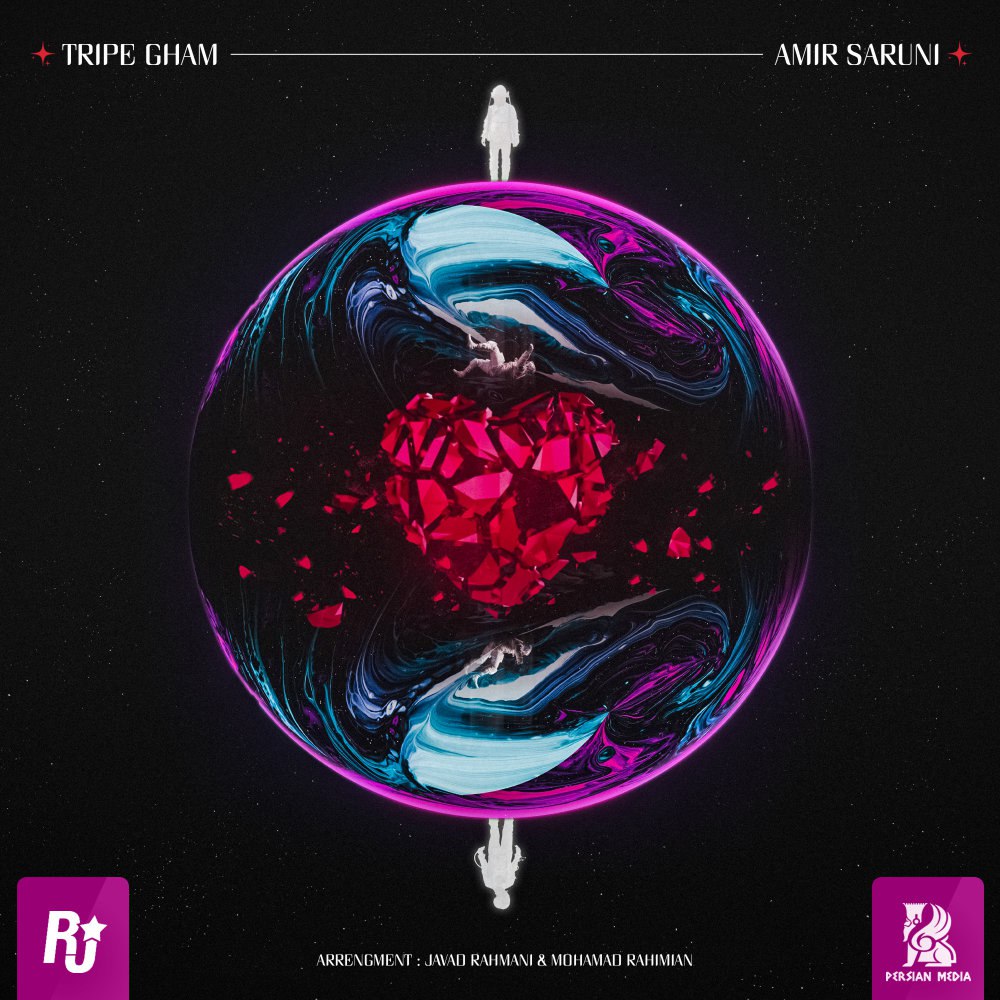 TRIPE GHAM
AMIR SARUNI
ARRENGMENT : JAVAD RAHMANI & MOHAMAD RAHIMIAN
RJ
PERSIAN MEDIA